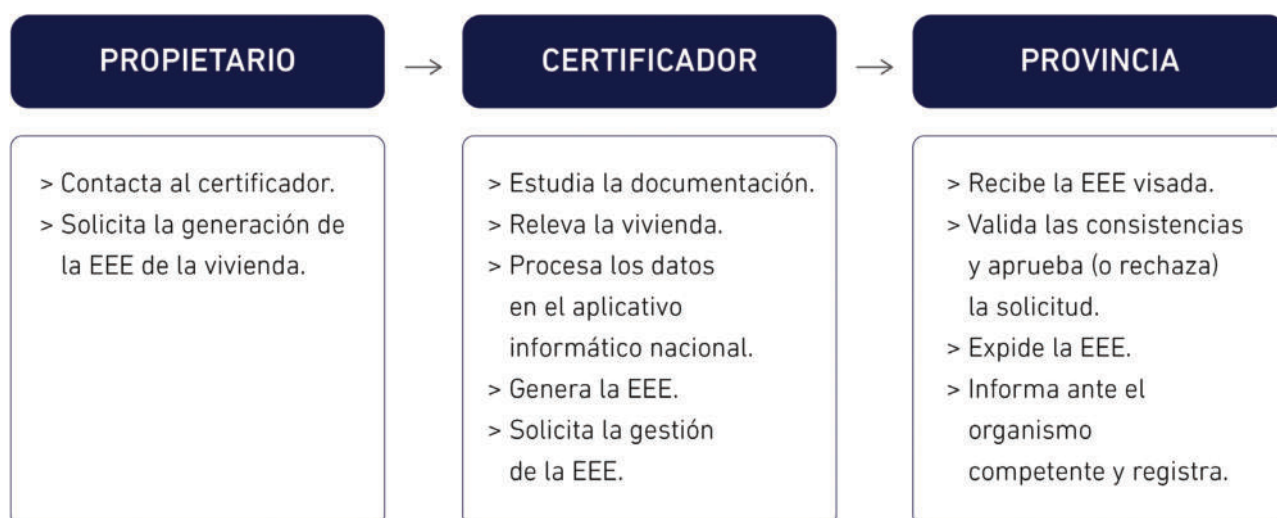 PROPIETARIO
> Contacta al certificador.
> Solicita la generación de
la EEE de la vivienda.
CERTIFICADOR
> Estudia la documentación.
> Releva la vivienda.
> Procesa los datos
en el aplicativo
informático nacional.
> Genera la EEE.
> Solicita la gestión
de la EEE.
PROVINCIA
> Recibe la EEE visada.
> Valida las consistencias
y aprueba (o rechaza)
la solicitud.
> Expide la EEE.
> Informa ante el
organismo
competente y registra.